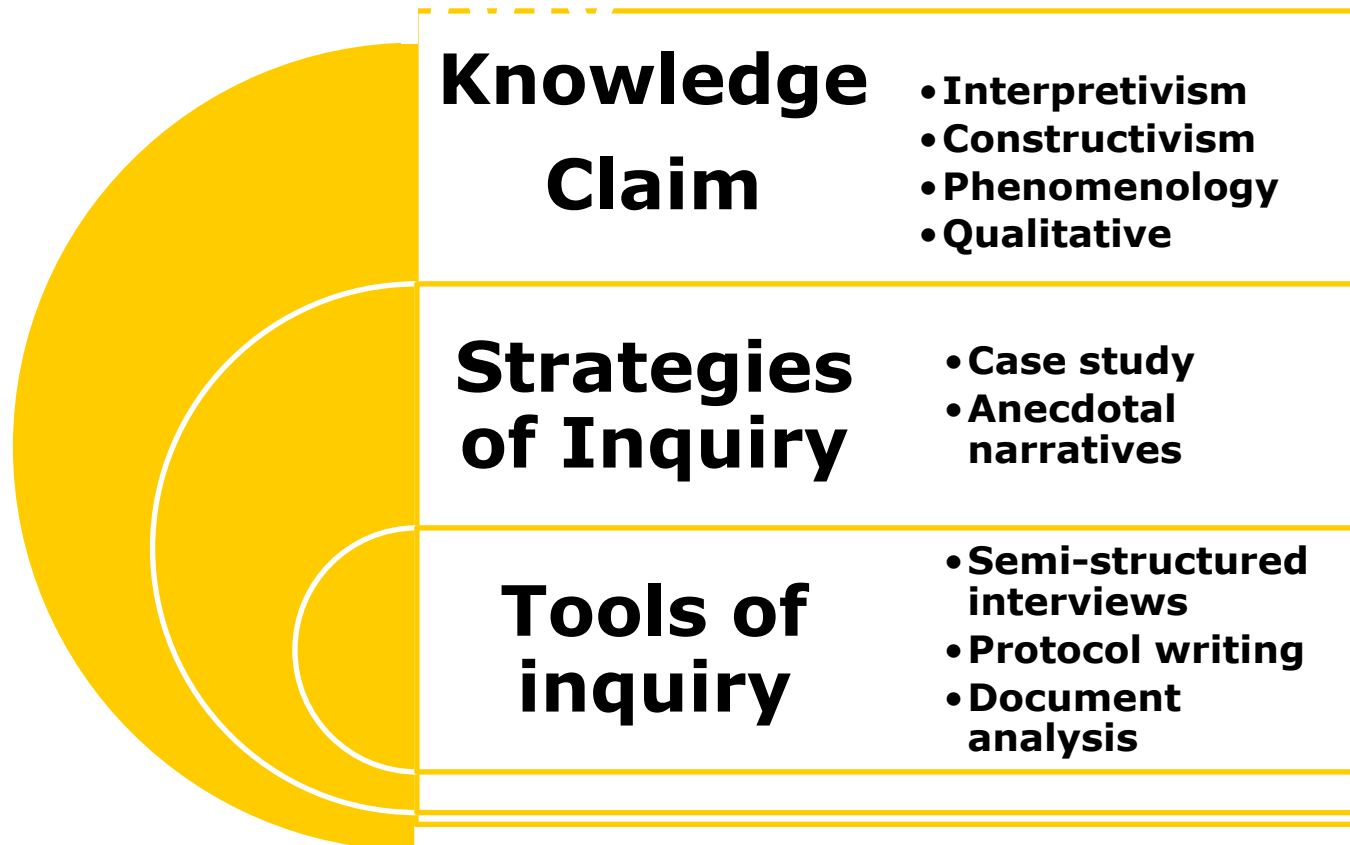 Knowledge
Claim
•Interpretivism
•Constructivism
•Phenomenology
•Qualitative
Strategies
of Inquiry
•Case study
•Anecdotal
narratives
Tools of
inquiry
•Semi-structured
interviews
•Protocol writing
•Document
analysis